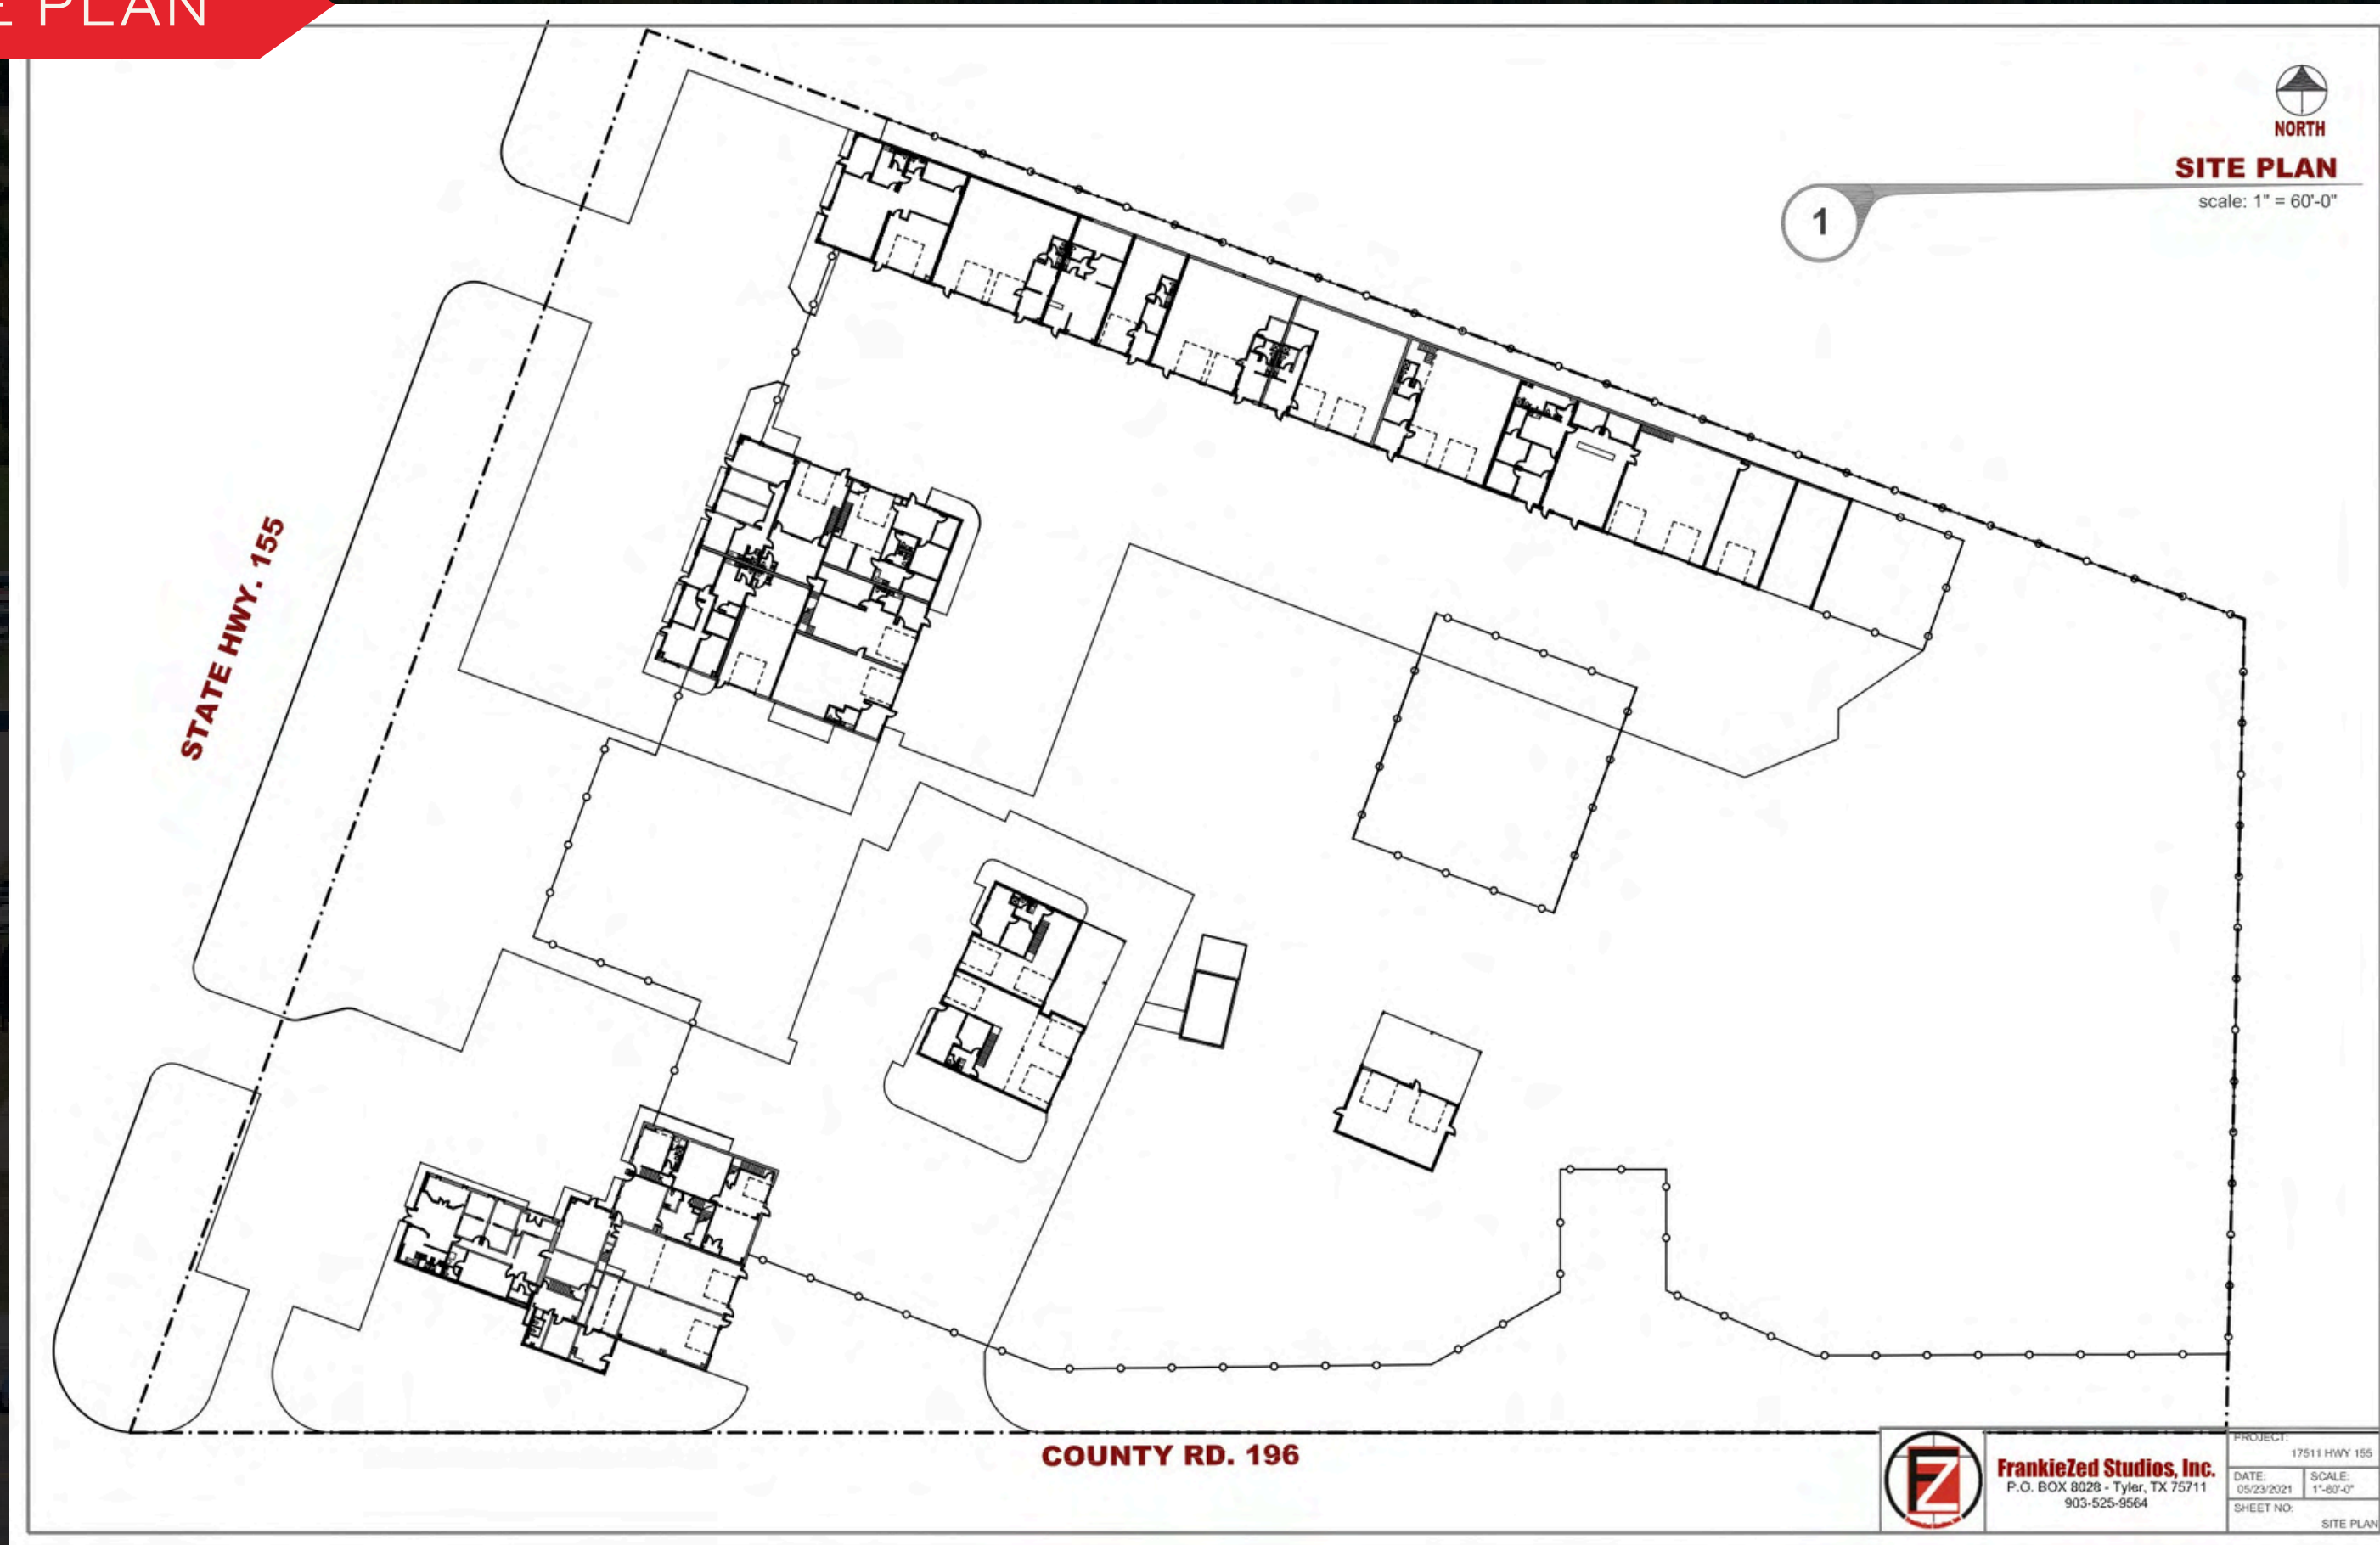 E PLAN
NORTH
SITE PLAN
scale: 1" = 60'-0"
1
STATE HWY. 155
COUNTY RD. 196
FZ
FrankieZed Studios, Inc.
P.O. BOX 8028 - Tyler, TX 75711
903-525-9564
PROJECT:
17511 HWY 155
DATE:
05/23/2021
SCALE:
1"-60'-0"
SHEET NO:
SITE PLAN